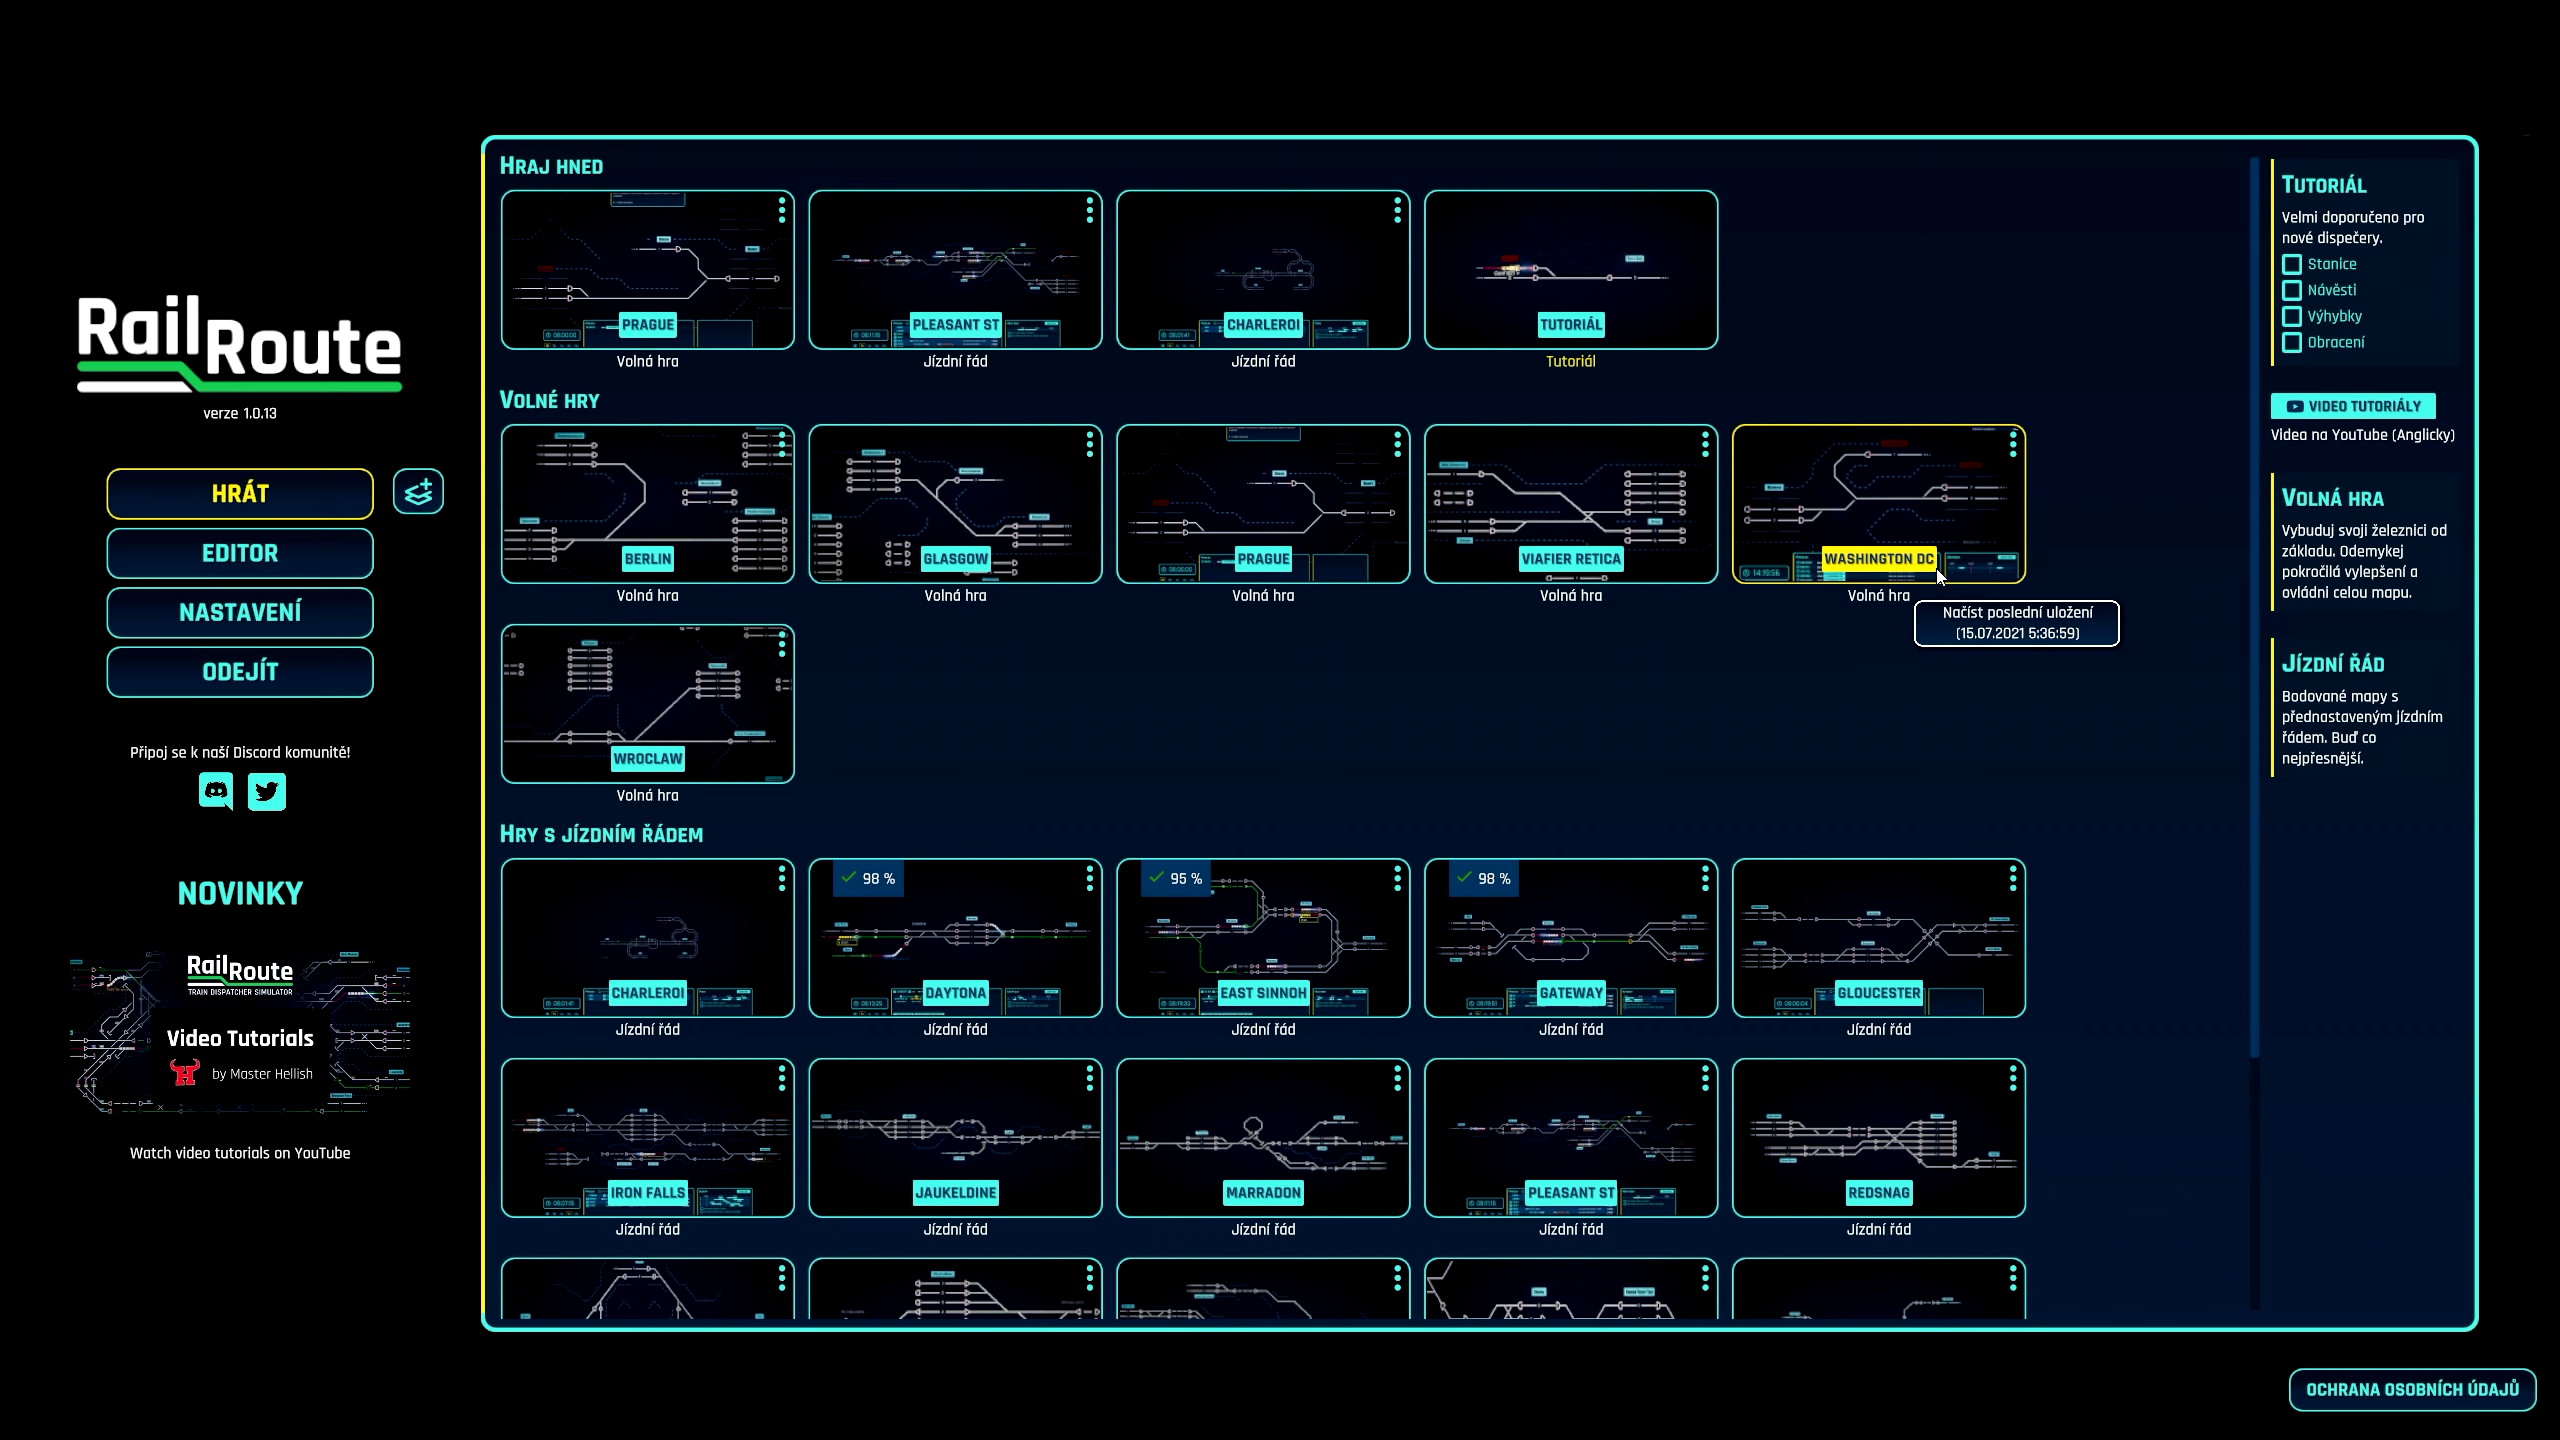 RailRoute
verze 1.0.13
HRÁT
EDITOR
NASTAVENÍ
ODEJÍT
Připoj se k naší Discord komunitě!
NOVINKY
RailRoute
TRAIN DISPATCHER SIMULATOR
Video Tutorials
by Master Hellish
Watch video tutorials on YouTube
HRAJ HNED
PRAGUE
PLEASANT ST
CHARLEROI
TUTORIÁL
Volná hra
Jízdní řád
Jízdní řád
Tutoriál
VOLNÉ HRY
BERLIN
GLASGOW
PRAGUE
VIAFIER RETICA
14:19:56
WASHINGTON DC
Volná hra
Volná hra
Volná hra
Volná hra
Volná hra
Načíst poslední uložení
(15.07.2021 5:36:59)
WROCLAW
Volná hra
HRY S JÍZDNÍM ŘÁDEM
98 %
95 %
98 %
CHARLEROI
DAYTONA
EAST SINNOH
GATEWAY
GLOUCESTER
Jízdní řád
Jízdní řád
Jízdní řád
Jízdní řád
Jízdní řád
IRON FALLS
JAUKELDINE
MARRADON
PLEASANT ST
REDSNAG
Jízdní řád
Jízdní řád
Jízdní řád
Jízdní řád
Jízdní řád
TUTORIÁL
Velmi doporučeno pro
nové dispečery.
Stanice
Návěsti
Výhybky
Obracení
VIDEO TUTORIÁLY
Videa na YouTube (Anglicky)
VOLNÁ HRA
Vybuduj svoji železnici od
základu. Odemykej
pokročilá vylepšení a
ovládni celou mapu.
JÍZDNÍ ŘÁD
Bodované mapy s
přednastaveným jízdním
řádem. Buď co
nejpřesnější.
OCHRANA OSOBNÍCH ÚDAJŮ